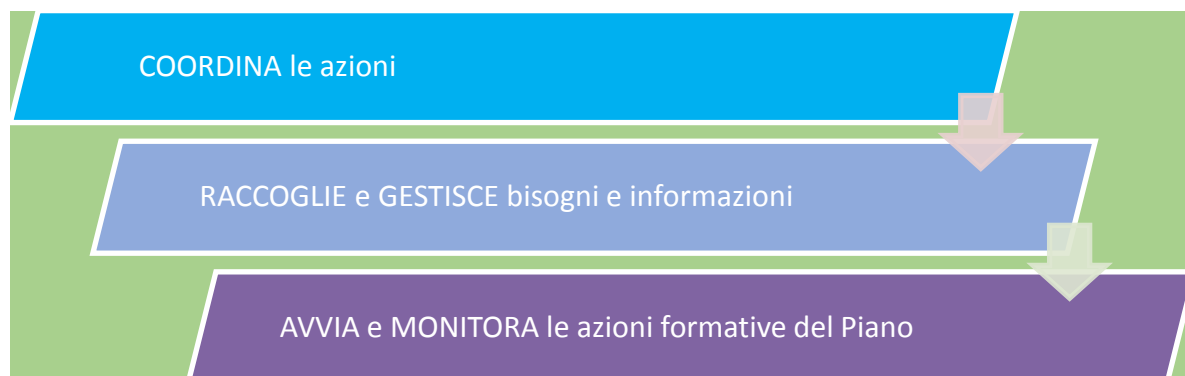 COORDINA le azioni
RACCOGLIE e GESTISCE bisogni e informazioni
AVVIA e MONITORA le azioni formative del Piano